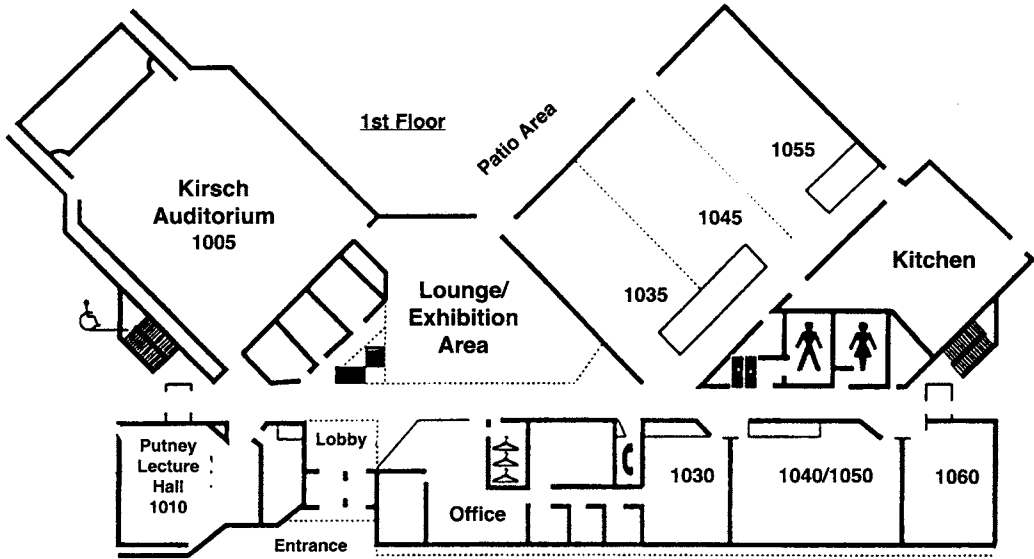 1st Floor
Patio Area
1055
Kirsch
Auditorium
1005
1045
Kitchen
1035
Lounge/
Exhibition
Area
Putney
Lecture
Hall
1010
Lobby
1030
1040/1050
1060
Office
Entrance